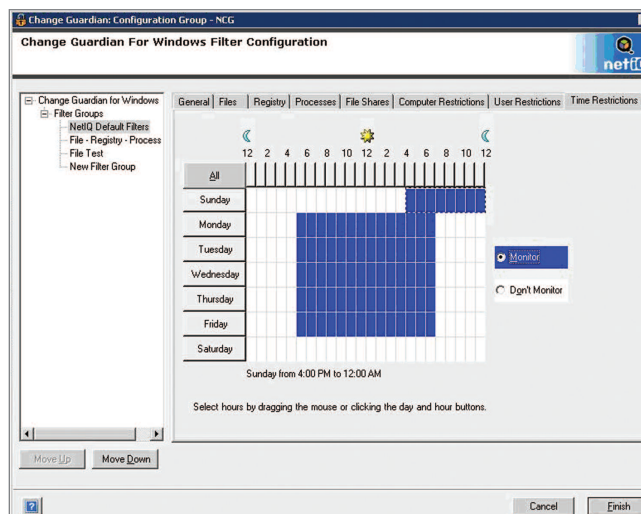 Change Guardian: Configuration Group - NCG
Change Guardian For Windows Filter Configuration
netIQ
Change Guardian for Windows
Filter Groups
NetIQ Default Filters
File - Registry - Process
File Test
New Filter Group
General Files Registry Processes File Shares Computer Restrictions User Restrictions Time Restrictions
12 2 4 6 8 10 12 2 4 6 8 10 12
All
Sunday
Monday
Tuesday
Wednesday
Thursday
Friday
Saturday
Monitor
Don't Monitor
Sunday from 4:00 PM to 12:00 AM
Select hours by dragging the mouse or clicking the day and hour buttons.
Move Up Move Down
? Cancel Finish